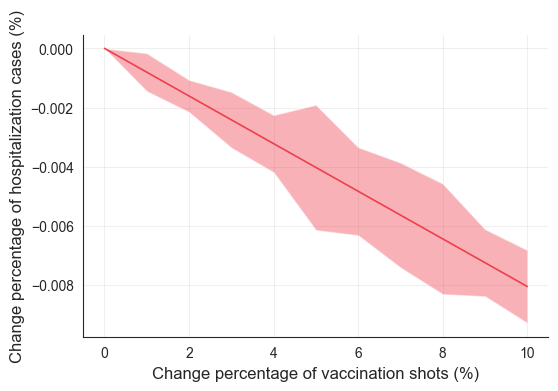 Change percentage of hospitalization cases (%)
0.000
−0.002
−0.004
−0.006
−0.008
0 2 4 6 8 10
Change percentage of vaccination shots (%)